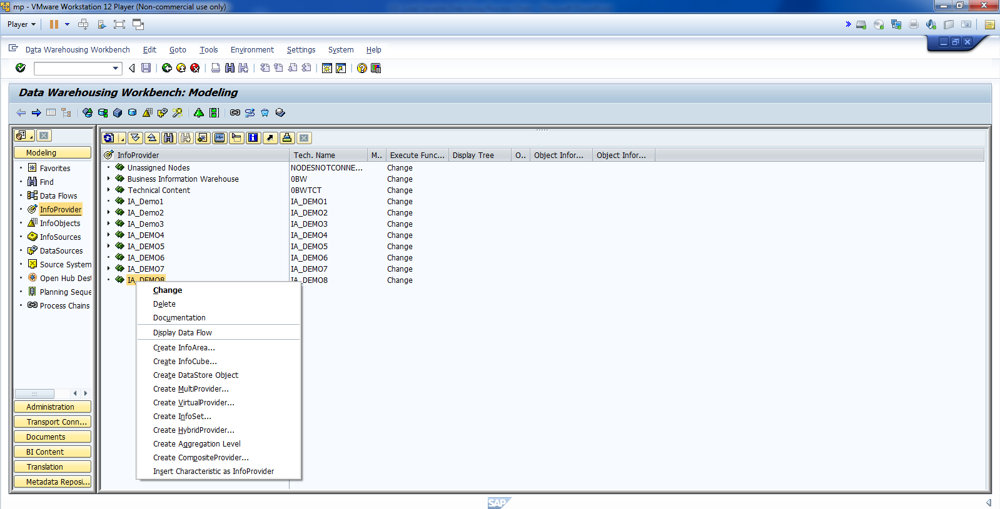 mp - VMware Workstation 12 Player (Non-commercial use only)
Player
Data Warehousing Workbench Edit Goto Tools Environment Settings System Help
Data Warehousing Workbench: Modeling
Modeling
Favorites
Find
Data Flows
InfoProvider
InfoObjects
InfoSources
DataSources
Source System
Open Hub Dest
Planning Seque
Process Chains
Administration
Transport Conn...
Documents
BI Content
Translation
Metadata Reposi...
InfoProvider Tech. Name M.. Execute Func... Display Tree O.. Object Infor... Object Infor...
Unassigned Nodes NODESNOTCONNE... Change
Business Information Warehouse 0BW Change
Technical Content 0BWTCT Change
IA_Demo1 IA_DEMO1 Change
IA_Demo2 IA_DEMO2 Change
IA_Demo3 IA_DEMO3 Change
IA_DEMO4 IA_DEMO4 Change
IA_DEMO5 IA_DEMO5 Change
IA_DEMO6 IA_DEMO6 Change
IA_DEMO7 IA_DEMO7 Change
IA_DEMO8 IA_DEMO8 Change
Change
Delete
Documentation
Display Data Flow
Create InfoArea...
Create InfoCube...
Create DataStore Object
Create MultiProvider...
Create VirtualProvider...
Create InfoSet...
Create HybridProvider...
Create Aggregation Level
Create CompositeProvider...
Insert Characteristic as InfoProvider
SAP